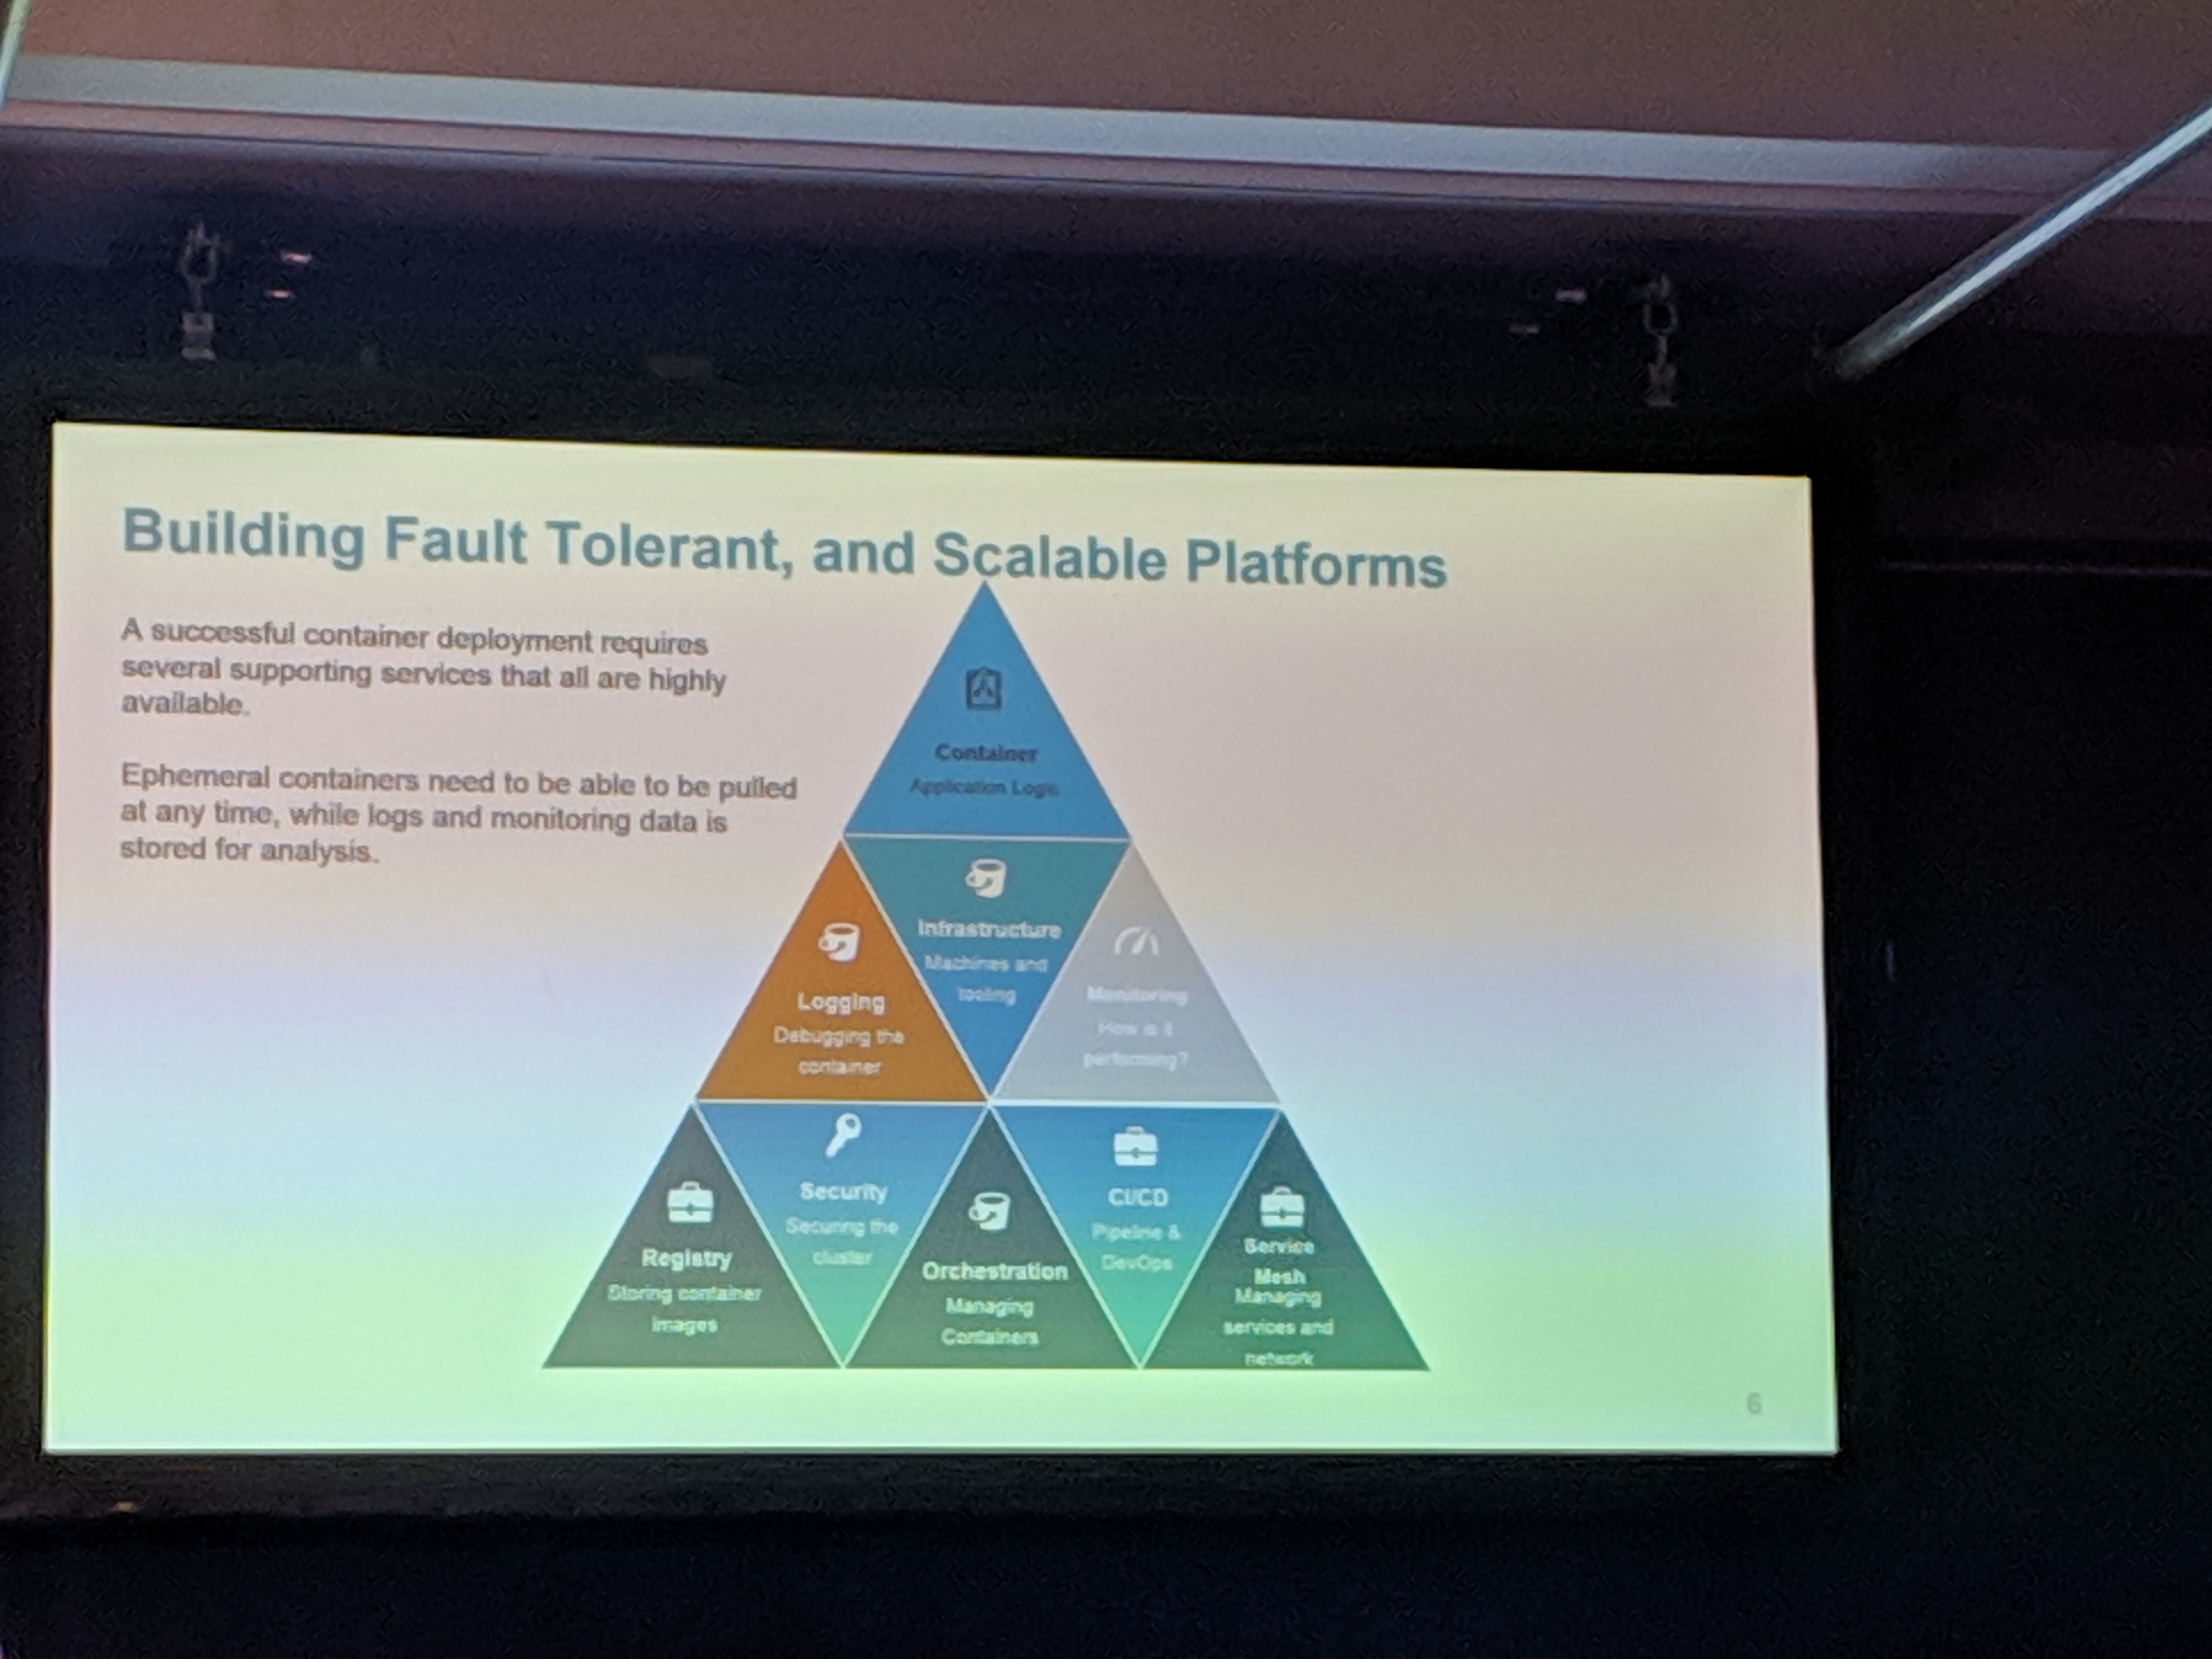 Building Fault Tolerant, and Scalable Platforms
A successful container deployment requires
several supporting services that all are highly
available.
Ephemeral containers need to be able to be pulled
at any time, while logs and monitoring data is
stored for analysis.
Container
Application Logic
Infrastructure
Machines and
tooling
Logging
Debugging the
container
Monitoring
How is it
performing?
Registry
Storing container
images
Security
Securing the
cluster
Orchestration
Managing
Containers
CI/CD
Pipeline &
DevOps
Service
Mesh
Managing
services and
network
6